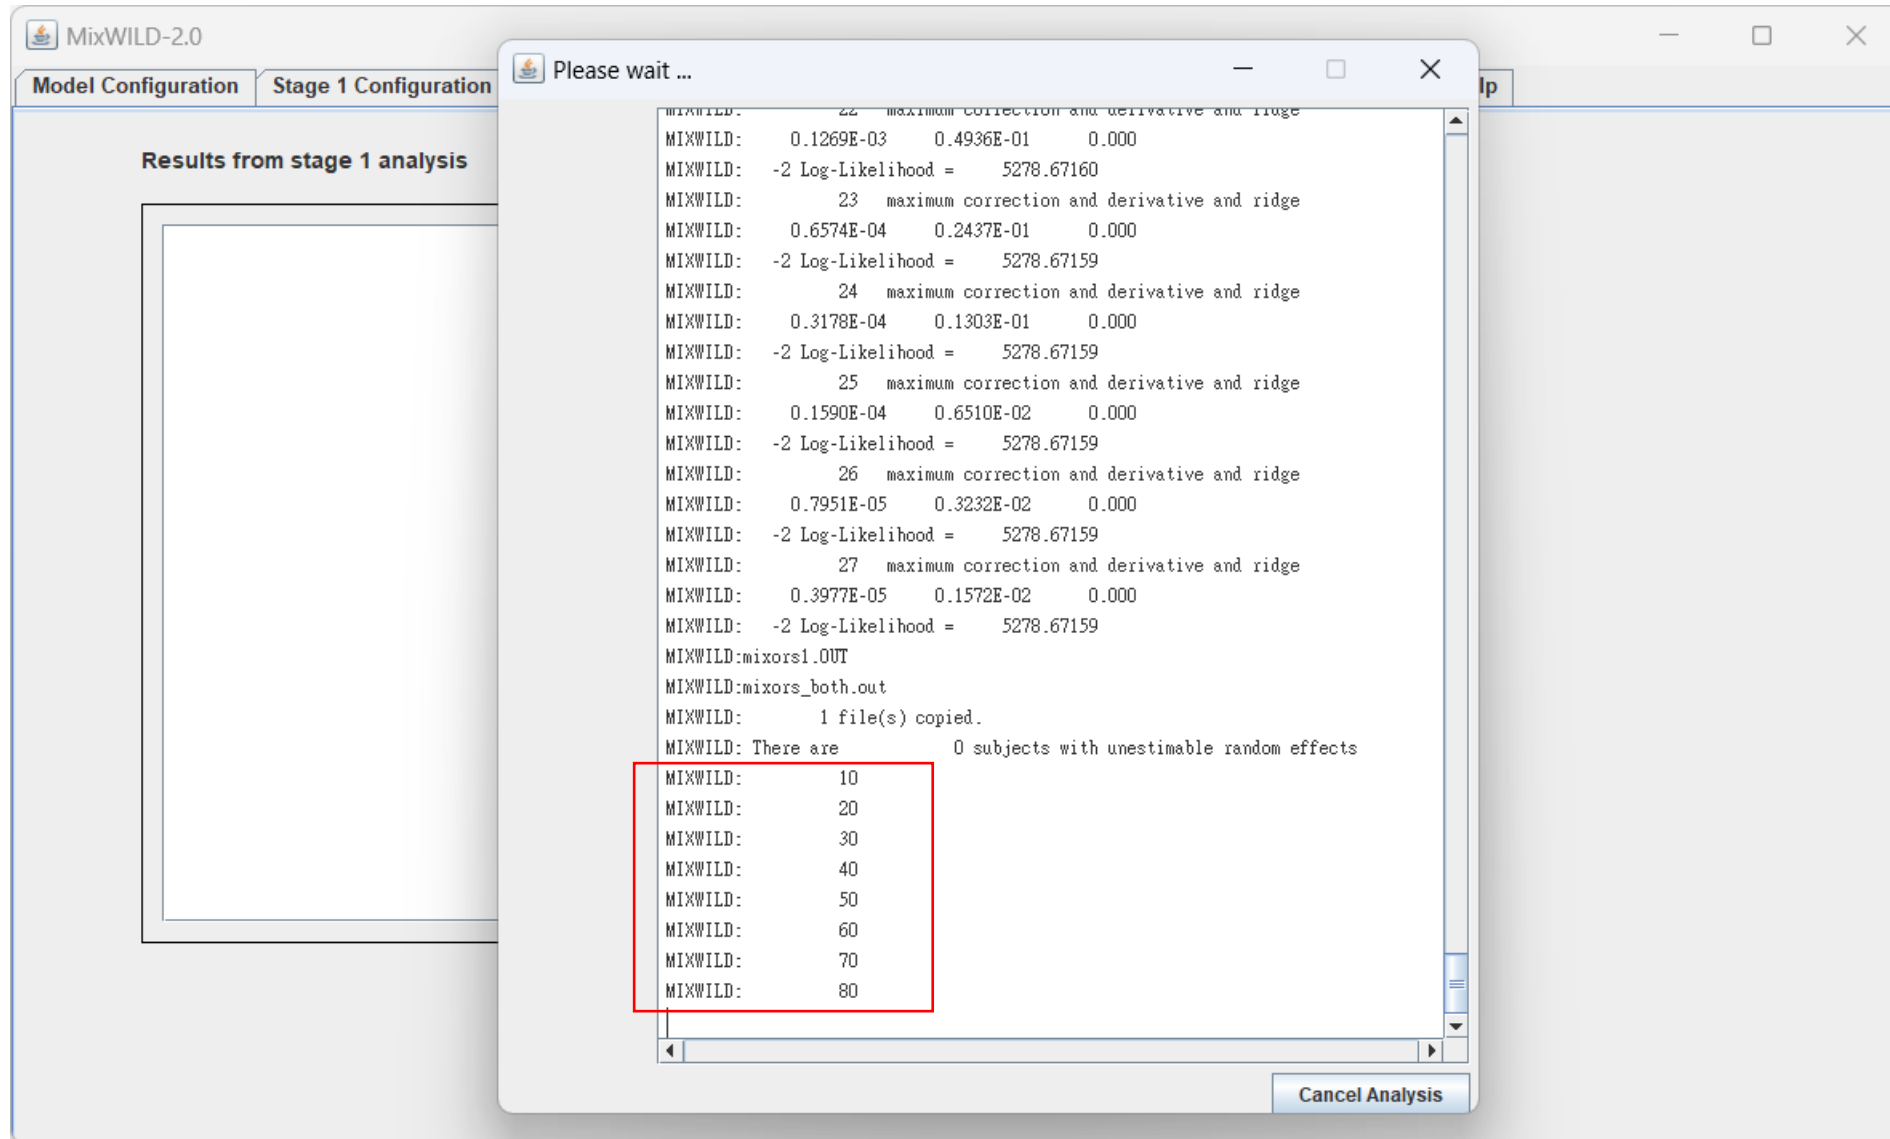 MixWILD-2.0
Model Configuration
Stage 1 Configuration
lp
Results from stage 1 analysis
Please wait ...
MIXWILD: 22 maximum correction and derivative and ridge
MIXWILD: 0.1269E-03 0.4936E-01 0.000
MIXWILD: -2 Log-Likelihood = 5278.67160
MIXWILD: 23 maximum correction and derivative and ridge
MIXWILD: 0.6574E-04 0.2437E-01 0.000
MIXWILD: -2 Log-Likelihood = 5278.67159
MIXWILD: 24 maximum correction and derivative and ridge
MIXWILD: 0.3178E-04 0.1303E-01 0.000
MIXWILD: -2 Log-Likelihood = 5278.67159
MIXWILD: 25 maximum correction and derivative and ridge
MIXWILD: 0.1590E-04 0.6510E-02 0.000
MIXWILD: -2 Log-Likelihood = 5278.67159
MIXWILD: 26 maximum correction and derivative and ridge
MIXWILD: 0.7951E-05 0.3232E-02 0.000
MIXWILD: -2 Log-Likelihood = 5278.67159
MIXWILD: 27 maximum correction and derivative and ridge
MIXWILD: 0.3977E-05 0.1572E-02 0.000
MIXWILD: -2 Log-Likelihood = 5278.67159
MIXWILD:mixors1.OUT
MIXWILD:mixors_both.out
MIXWILD: 1 file(s) copied.
MIXWILD: There are 0 subjects with unestimable random effects
MIXWILD: 10
MIXWILD: 20
MIXWILD: 30
MIXWILD: 40
MIXWILD: 50
MIXWILD: 60
MIXWILD: 70
MIXWILD: 80
Cancel Analysis